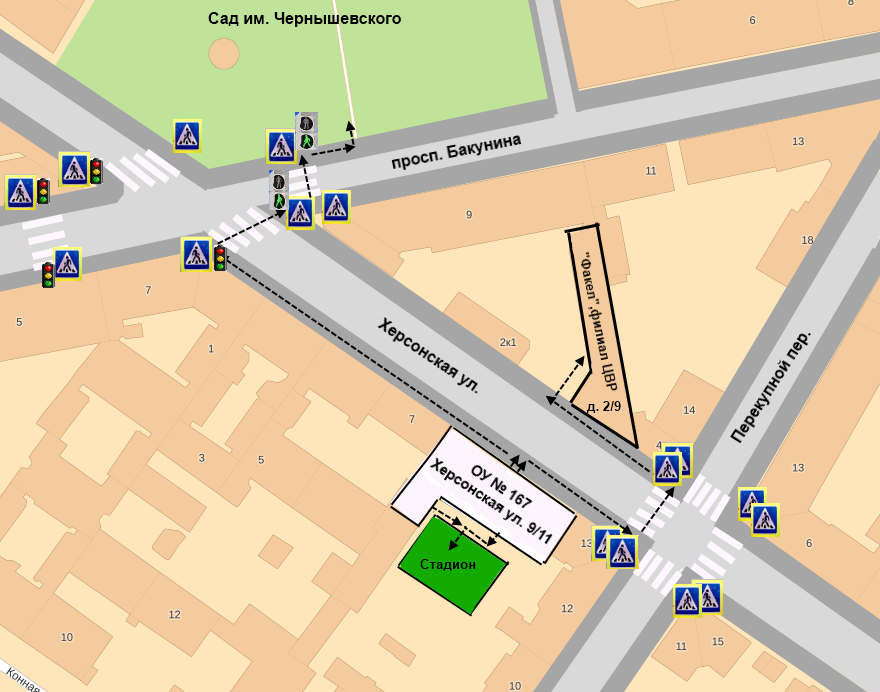 Сад им. Чернышевского
6
8
просп. Бакунина
13
11
9
18
"Факел",филиал ЦВР
д. 2/9
7
5
1
Херсонская ул.
2к1
Перекупной пер.
14
4
7
3
5
ОУ № 167
Херсонская ул. 9/11
13
13
6
Стадион
12
12
10
11
15
10
Конная